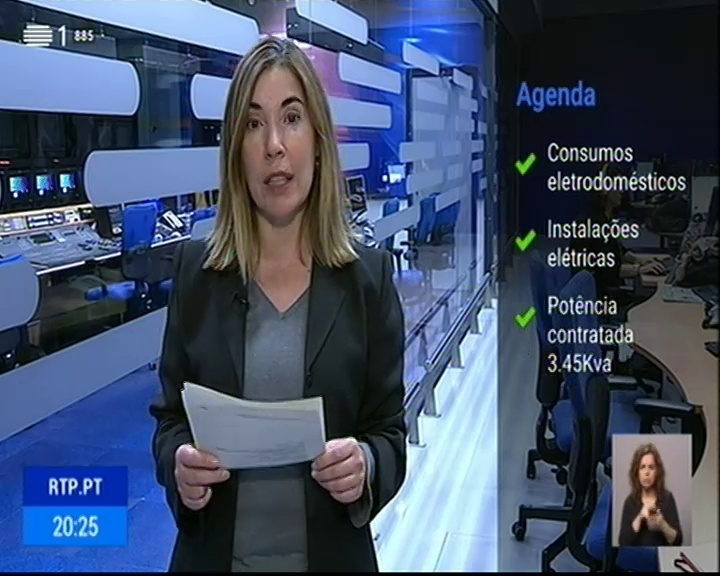 1 885
Agenda
Consumos
eletrodomésticos
Instalações
elétricas
Potência
contratada
3.45Kva
RTP.PT
20:25